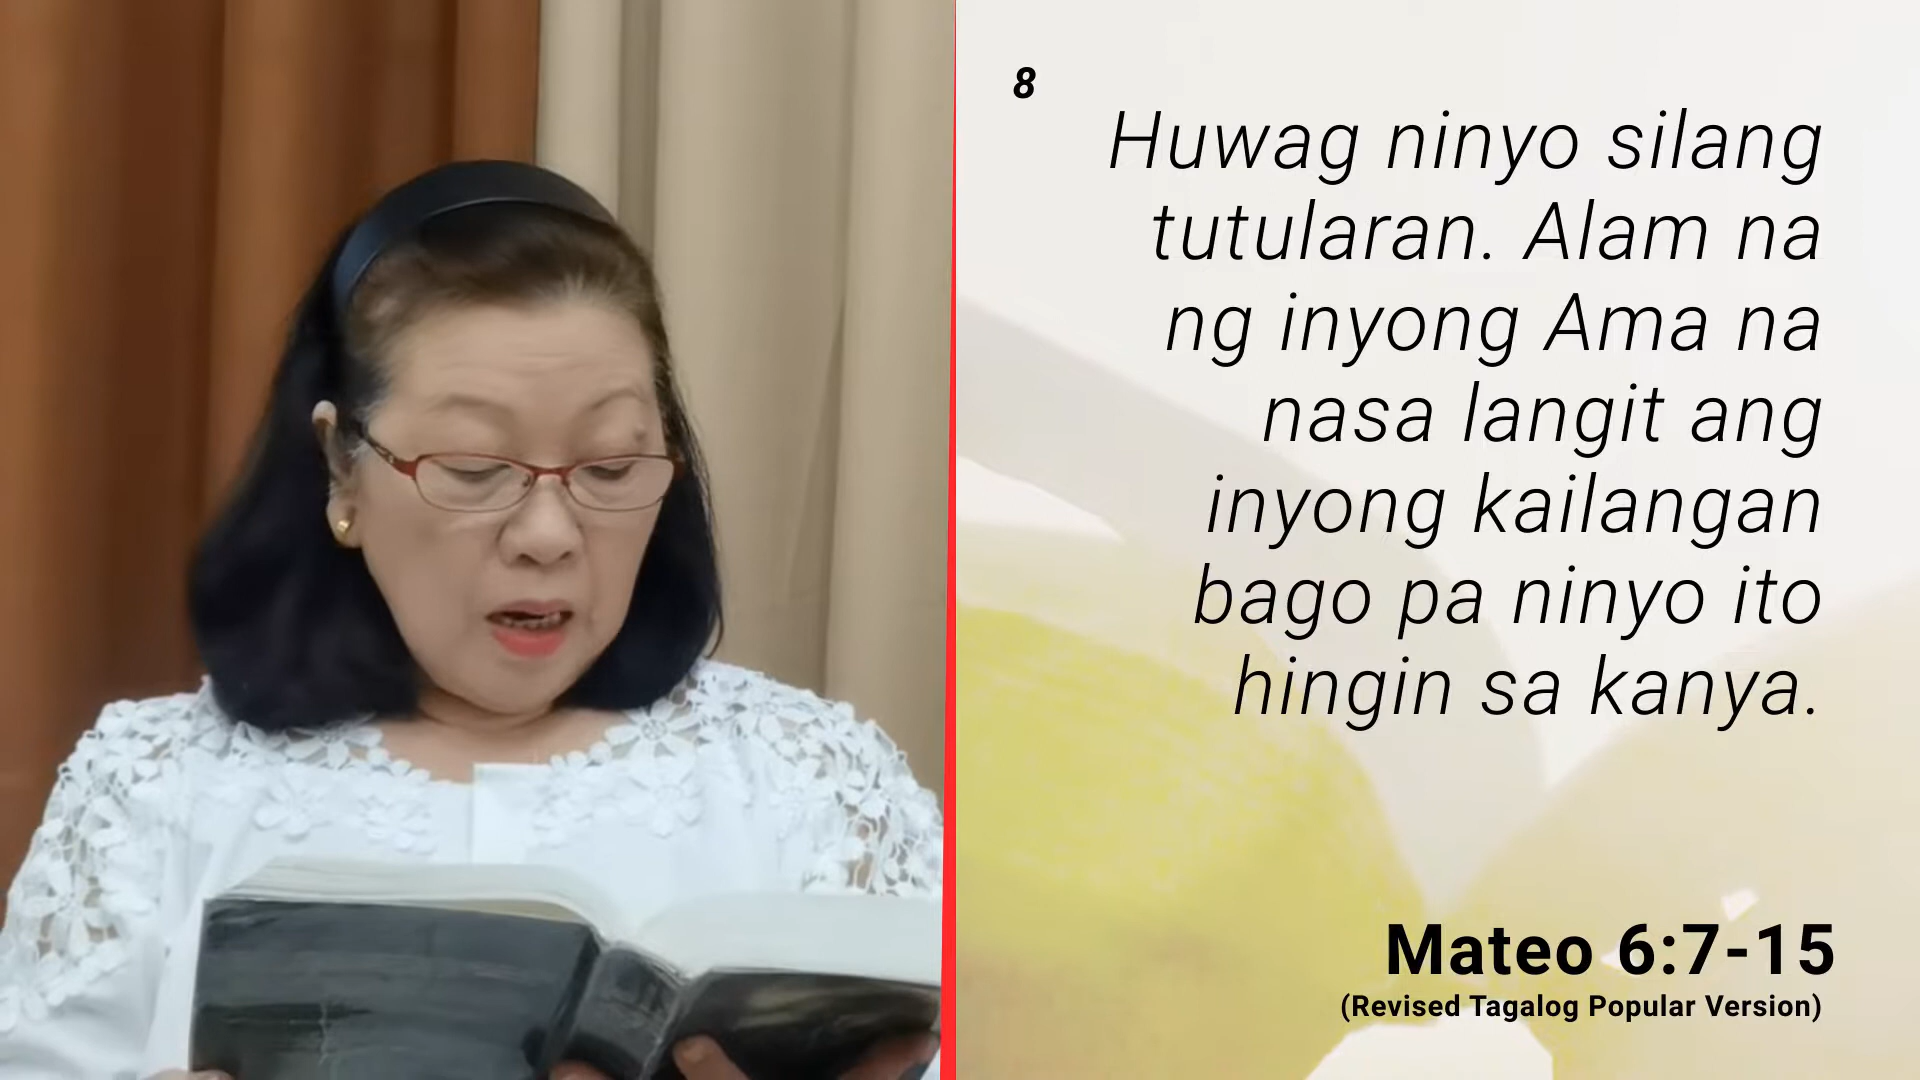 8
Huwag ninyo silang
tutularan. Alam na
ng inyong Ama na
nasa langit ang
inyong kailangan
bago pa ninyo ito
hingin sa kanya.
Mateo 6:7-15
(Revised Tagalog Popular Version)